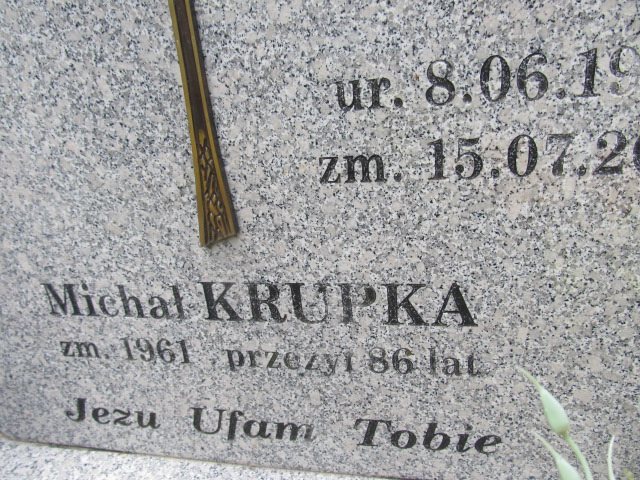 ur. 8.06.19
zm. 15.07.20
Michał KRUPKA
zm. 1961 przeżył 86 lat
Jezu Ufam Tobie